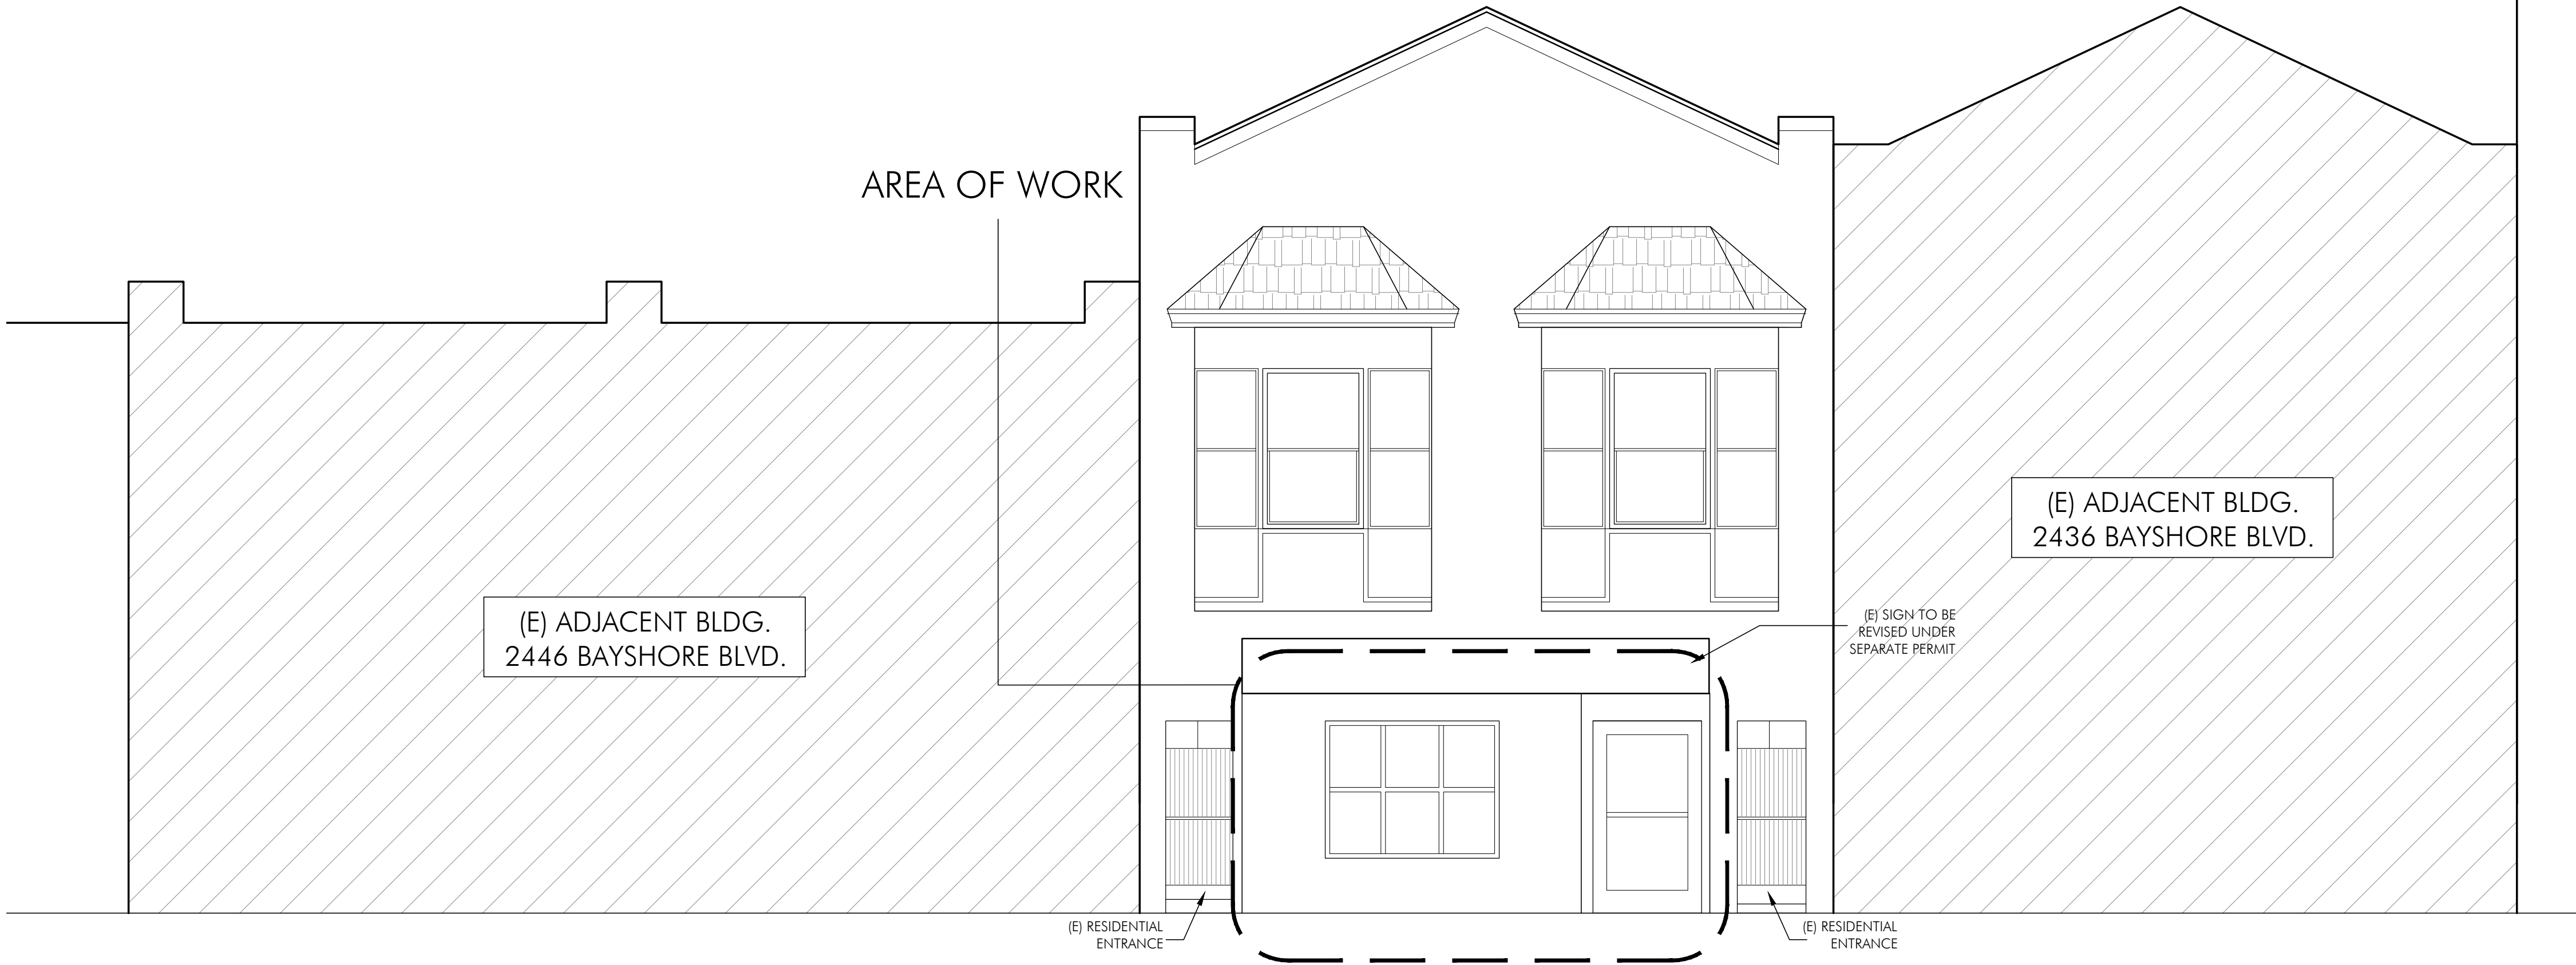 AREA OF WORK
(E) ADJACENT BLDG.
2436 BAYSHORE BLVD.
(E) ADJACENT BLDG.
2446 BAYSHORE BLVD.
(E) SIGN TO BE
REVISED UNDER
SEPARATE PERMIT
(E) RESIDENTIAL
ENTRANCE
(E) RESIDENTIAL
ENTRANCE